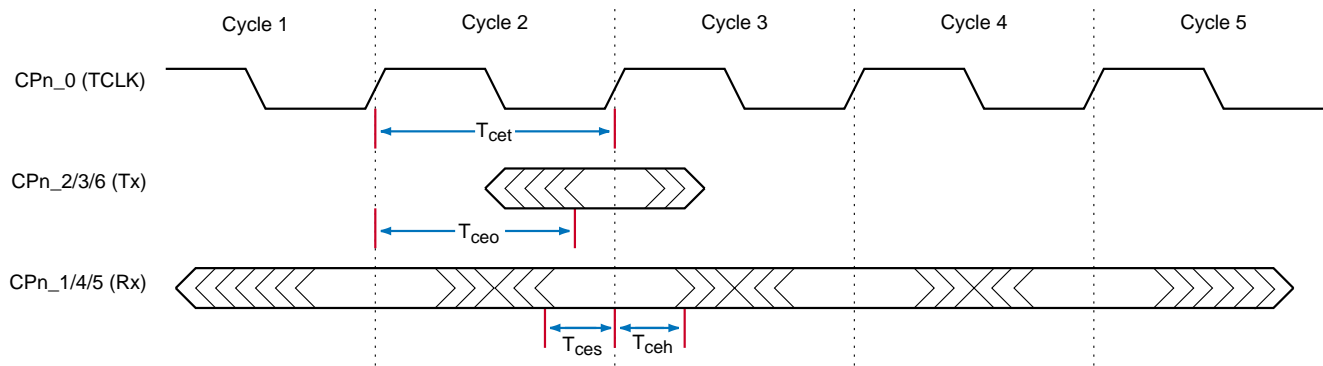 Cycle 1 Cycle 2 Cycle 3 Cycle 4 Cycle 5
CPn_0 (TCLK)
Tcet
CPn_2/3/6 (Tx)
Tceo
CPn_1/4/5 (Rx)
Tces Tceh